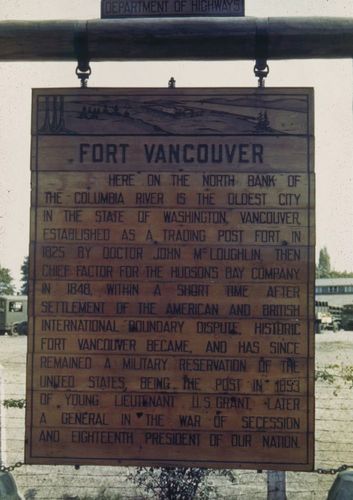 DEPARTMENT OF HIGHWAYS
FORT VANCOUVER
HERE ON THE NORTH BANK OF
THE COLUMBIA RIVER IS THE OLDEST CITY
IN THE STATE OF WASHINGTON, VANCOUVER,
ESTABLISHED AS A TRADING POST FORT IN
1825 BY DOCTOR JOHN McLOUGHLIN, THEN
CHIEF FACTOR FOR THE HUDSONS BAY COMPANY
IN 1848, WITHIN A SHORT TIME AFTER
SETTLEMENT OF THE AMERICAN AND BRITISH
INTERNATIONAL BOUNDARY DISPUTE, HISTORIC
FORT VANCOUVER BECAME, AND HAS SINCE
REMAINED A MILITARY RESERVATION OF THE
UNITED STATES, BEING THE POST IN 1893
OF YOUNG LIEUTENANT U.S. GRANT, LATER
A GENERAL IN THE WAR OF SECESSION
AND EIGHTEENTH PRESIDENT OF OUR NATION.